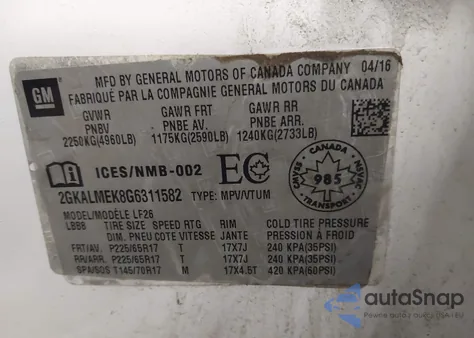 GM
MFD BY GENERAL MOTORS OF CANADA COMPANY 04/16
FABRIQUÉ PAR LA COMPAGNIE GENERAL MOTORS DU CANADA
GVWR GAWR FRT GAWR RR
PNBV PNBE AV. PNBE ARR
2250KG(4960LB) 1175KG(2590LB) 1240KG(2733LB)
ICES/NMB-002 EC
CANADA
985
TRANSPORT
NSVAC
2GKALMEK8G6311582 TYPE: MPV/VTUM
MODEL/MODÈLE LF26
LBBB TIRE SIZE SPEED RTG RIM COLD TIRE PRESSURE
DIM. PNEU COTE VITESSE JANTE PRESSION À FROID
FRT/AV. P225/65R17 T 17X7J 240 KPA(35PSI)
RR/ARR. P225/65R17 T 17X7J 240 KPA(35PSI)
SPA/SOS T145/70R17 M 17X4.5T 420 KPA(60PSI)
autoSnap